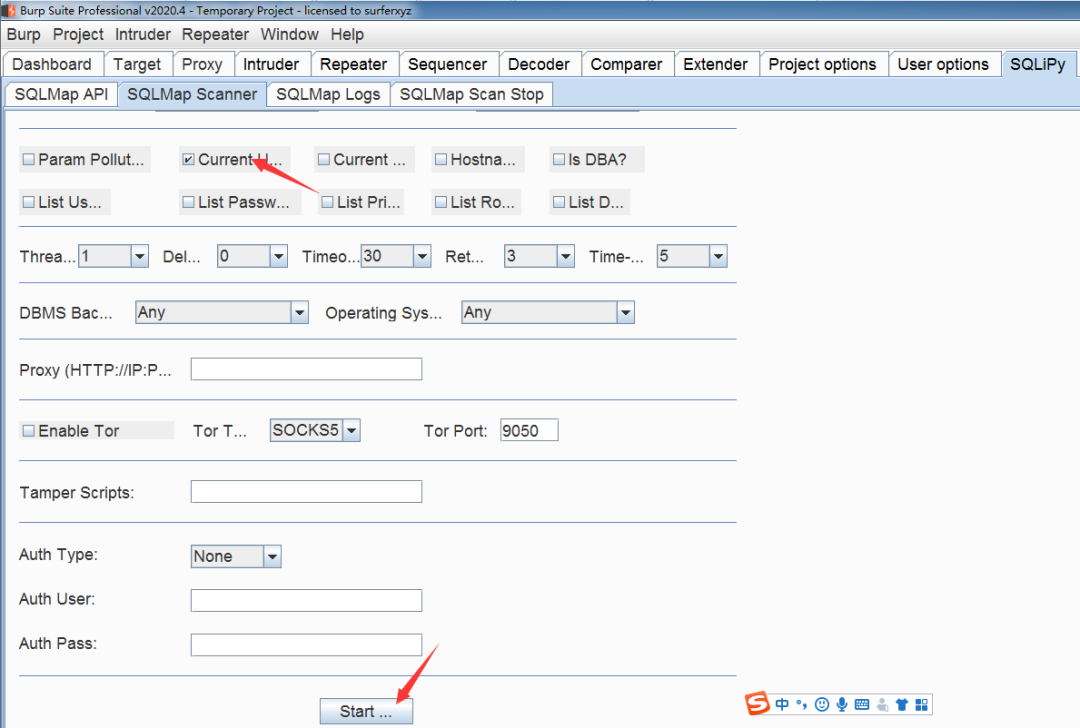 Burp Suite Professional v2020.4 - Temporary Project - licensed to surferxyz
Burp Project Intruder Repeater Window Help
Dashboard Target Proxy Intruder Repeater Sequencer Decoder Comparer Extender Project options User options SQLiPy
SQLMap API SQLMap Scanner SQLMap Logs SQLMap Scan Stop
Param Pollut... Current U... Current ... Hostna... Is DBA?
List Us... List Passw... List Pri... List Ro... List D...
Threa... 1 Del... 0 Timeo... 30 Ret... 3 Time-... 5
DBMS Bac... Any Operating Sys... Any
Proxy (HTTP://IP:P...
Enable Tor Tor T... SOCKS5 Tor Port: 9050
Tamper Scripts:
Auth Type: None
Auth User:
Auth Pass:
Start ...
S 中